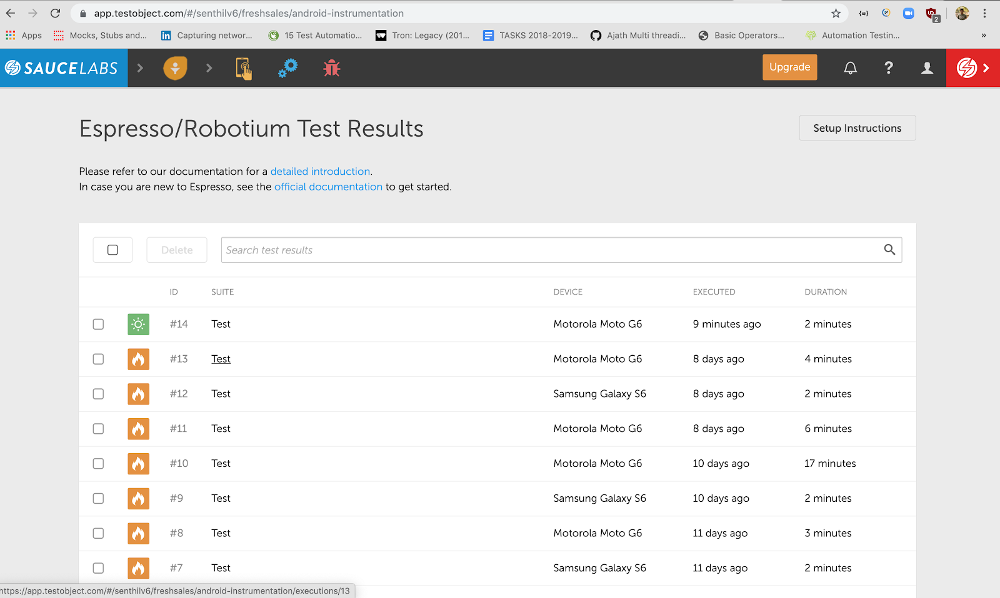 app.testobject.com/#/senthilv6/freshsales/android-instrumentation
2
Apps Mocks, Stubs and... Capturing networ... 15 Test Automatio... Tron: Legacy (201... TASKS 2018-2019... Ajath Multi threadi... Basic Operators... Automation Testin... »
SAUCELABS Upgrade ?
Espresso/Robotium Test Results
Setup Instructions
Please refer to our documentation for a detailed introduction.
In case you are new to Espresso, see the official documentation to get started.
Delete Search test results
ID SUITE DEVICE EXECUTED DURATION
#14 Test Motorola Moto G6 9 minutes ago 2 minutes
#13 Test Motorola Moto G6 8 days ago 4 minutes
#12 Test Samsung Galaxy S6 8 days ago 2 minutes
#11 Test Motorola Moto G6 8 days ago 6 minutes
#10 Test Motorola Moto G6 10 days ago 17 minutes
#9 Test Samsung Galaxy S6 10 days ago 2 minutes
#8 Test Motorola Moto G6 11 days ago 3 minutes
#7 Test Samsung Galaxy S6 11 days ago 2 minutes
https://app.testobject.com/#/senthilv6/freshsales/android-instrumentation/executions/13